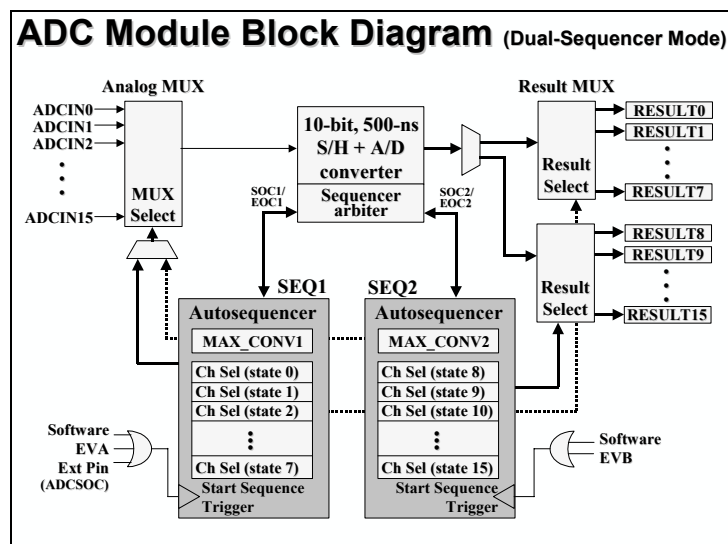 ADC Module Block Diagram (Dual-Sequencer Mode)
Analog MUX
Result MUX
ADCIN0
ADCIN1
ADCIN2
ADCIN15
MUX
Select
10-bit, 500-ns
S/H + A/D
converter
Sequencer
arbiter
SOC1/
EOC1
SOC2/
EOC2
Result
Select
RESULT0
RESULT1
RESULT7
Result
Select
RESULT8
RESULT9
RESULT15
SEQ1
Autosequencer
MAX_CONV1
Ch Sel (state 0)
Ch Sel (state 1)
Ch Sel (state 2)
Ch Sel (state 7)
Start Sequence
Trigger
SEQ2
Autosequencer
MAX_CONV2
Ch Sel (state 8)
Ch Sel (state 9)
Ch Sel (state 10)
Ch Sel (state 15)
Start Sequence
Trigger
Software
EVA
Ext Pin
(ADCSOC)
Software
EVB